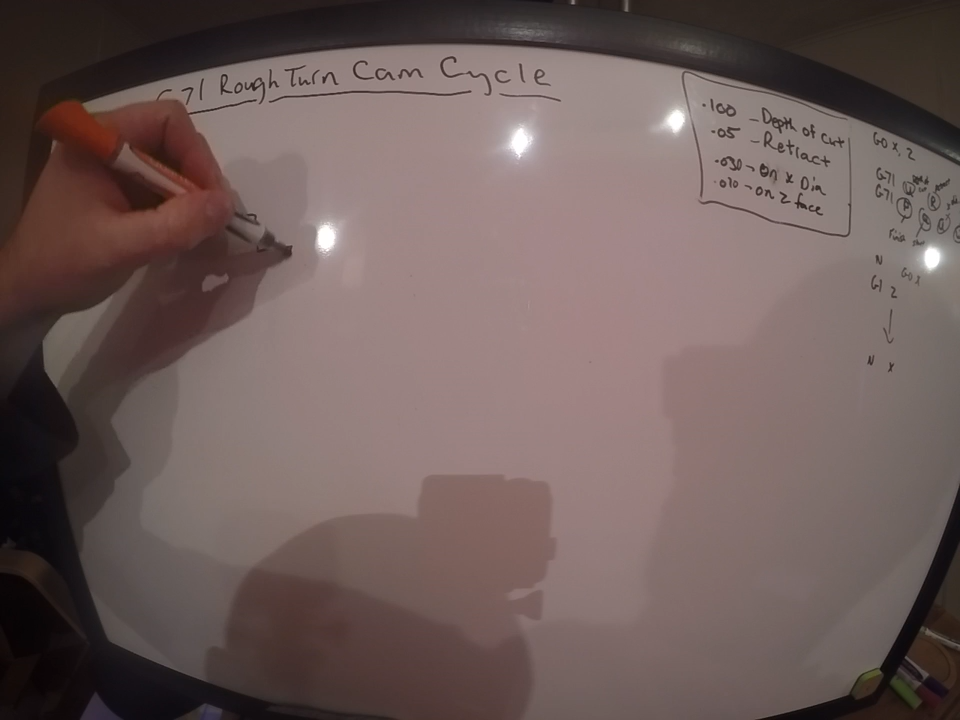 G71 Rough Turn Cam Cycle
.100 - Depth of cut
.05 - Retract
.030 - on x Dia
.010 - on z face
G0 X, Z
G71 U R
G71 P Q U
N G0 X
G1 Z
N X